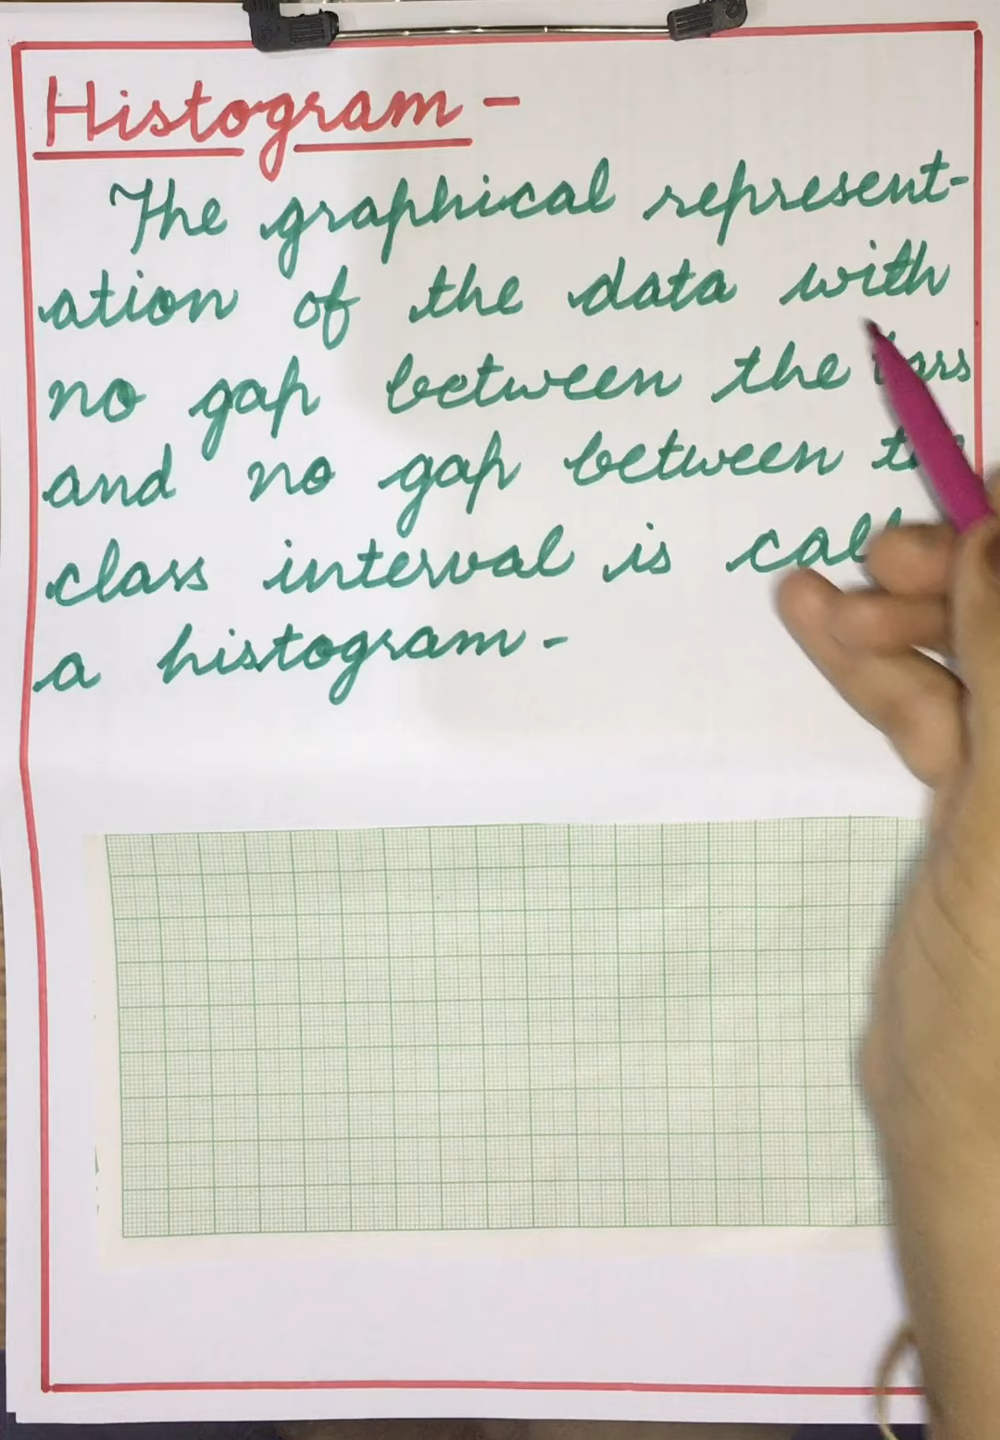 Histogram -
The graphical represent-
ation of the data with
no gap between the
and no gap between
class interval is
a histogram -